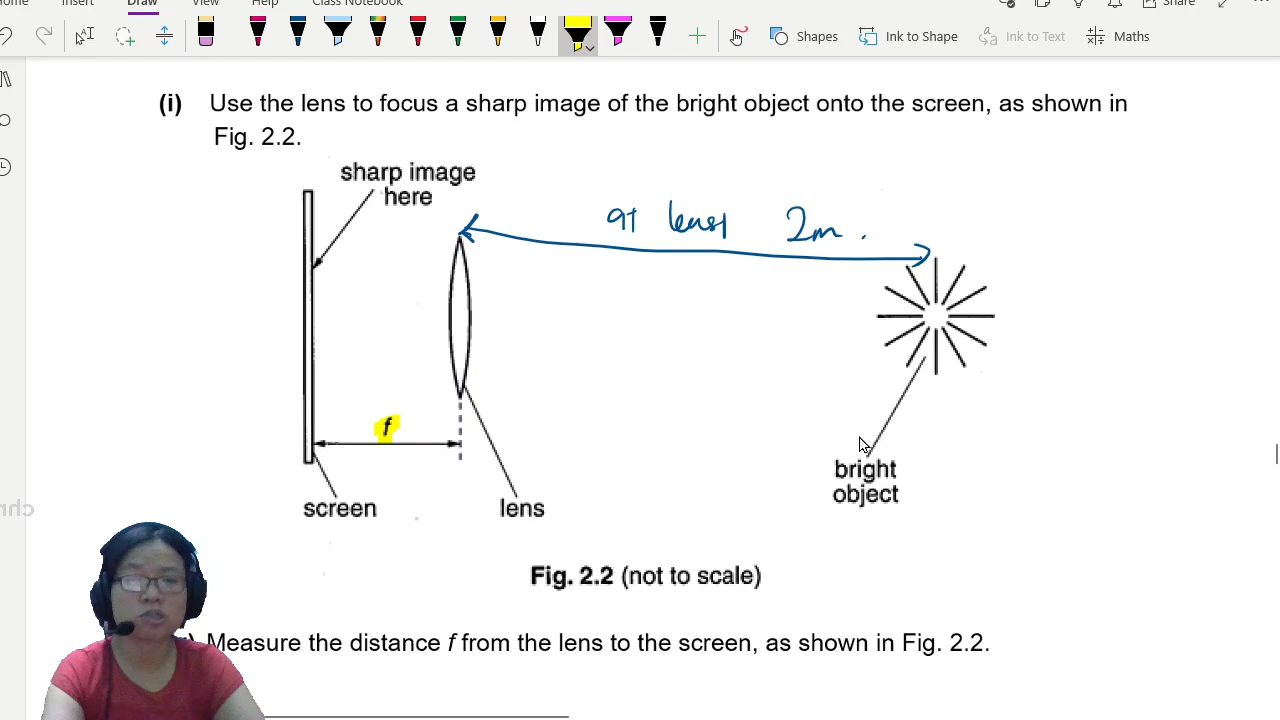 Home Insert Draw View Help Class Notebook Share
Shapes Ink to Shape Ink to Text Maths
(i) Use the lens to focus a sharp image of the bright object onto the screen, as shown in
Fig. 2.2.
sharp image
here
at least 2m.
f
bright
object
screen
lens
Fig. 2.2 (not to scale)
Measure the distance f from the lens to the screen, as shown in Fig. 2.2.